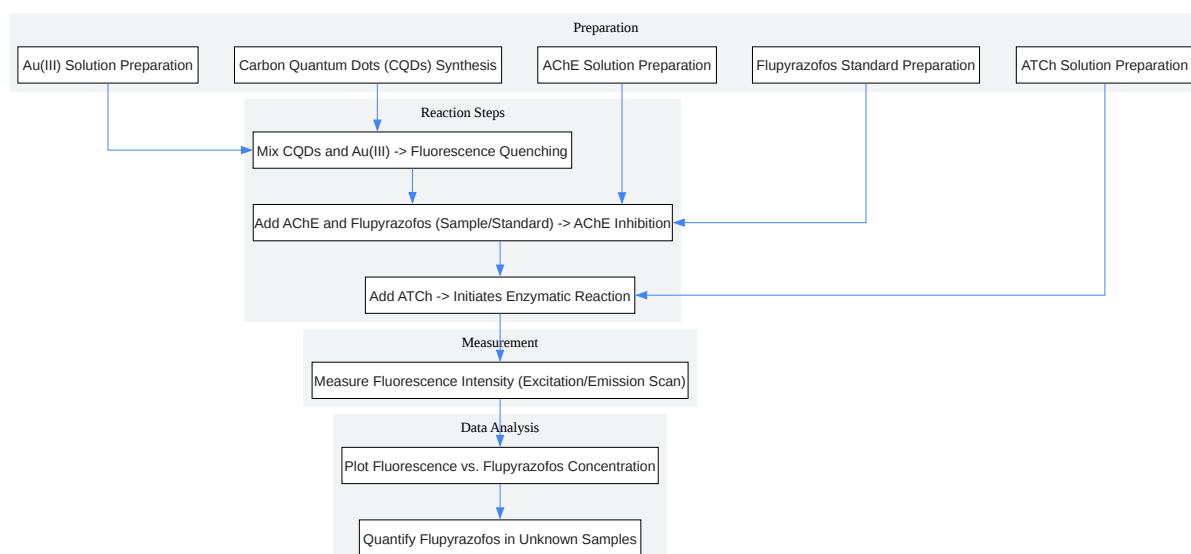 Preparation
Au(III) Solution Preparation
Carbon Quantum Dots (CQDs) Synthesis
AChE Solution Preparation
Flupyrazofos Standard Preparation
ATCh Solution Preparation
Reaction Steps
Mix CQDs and Au(III) -> Fluorescence Quenching
Add AChE and Flupyrazofos (Sample/Standard) -> AChE Inhibition
Add ATCh -> Initiates Enzymatic Reaction
Measurement
Measure Fluorescence Intensity (Excitation/Emission Scan)
Data Analysis
Plot Fluorescence vs. Flupyrazofos Concentration
Quantify Flupyrazofos in Unknown Samples